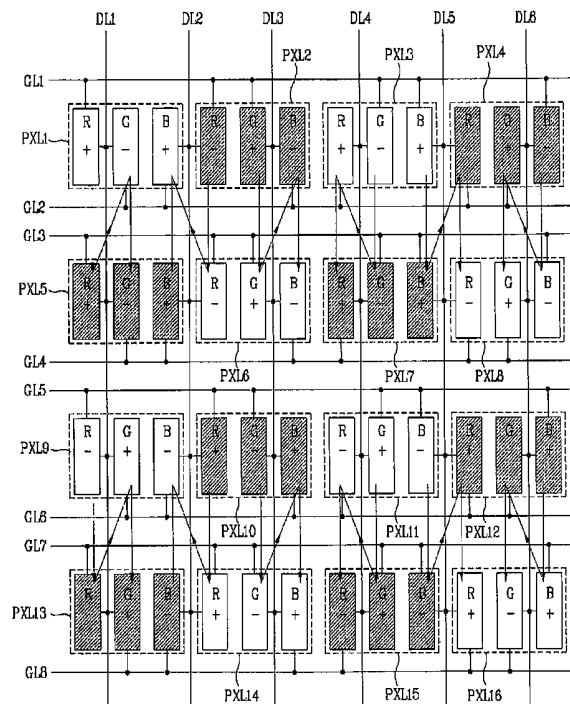 DL1 DL2 DL3 DL4 DL5 DL6
PXL2 PXL3 PXL4
GL1
PXL1 R G B R G B R G B R G B
+ - + - + - + - + - + -
GL2
GL3
PXL5 R G B R G B R G B R G B
+ - + - + - + - + - + -
GL4
PXL6 PXL7 PXL8
GL5
PXL9 R G B R G B R G B R G B
- + - + - + - + - + - +
GL6
PXL10 PXL11 PXL12
GL7
PXL13 R G B R G B R G B R G B
- + - + - + - + - + - +
GL8
PXL14 PXL15 PXL16